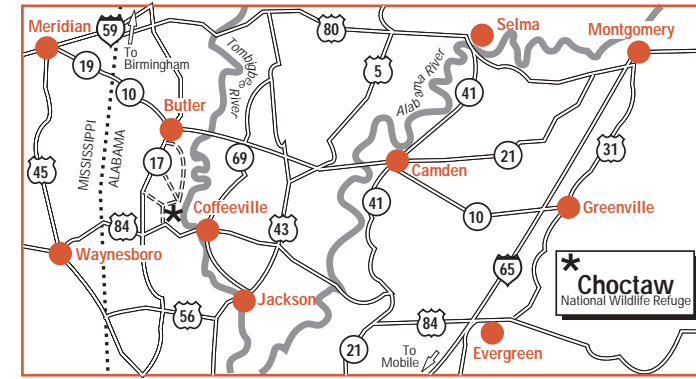 Meridian
59
To
Birmingham
80
Selma
Montgomery
19
10
Tombigbee
River
5
Alabama River
41
Butler
MISSISSIPPI
ALABAMA
17
69
21
31
45
Camden
41
10
Greenville
84
Coffeeville
43
Waynesboro
65
*
Choctaw
National Wildlife Refuge
*
56
Jackson
84
Evergreen
21
To
Mobile